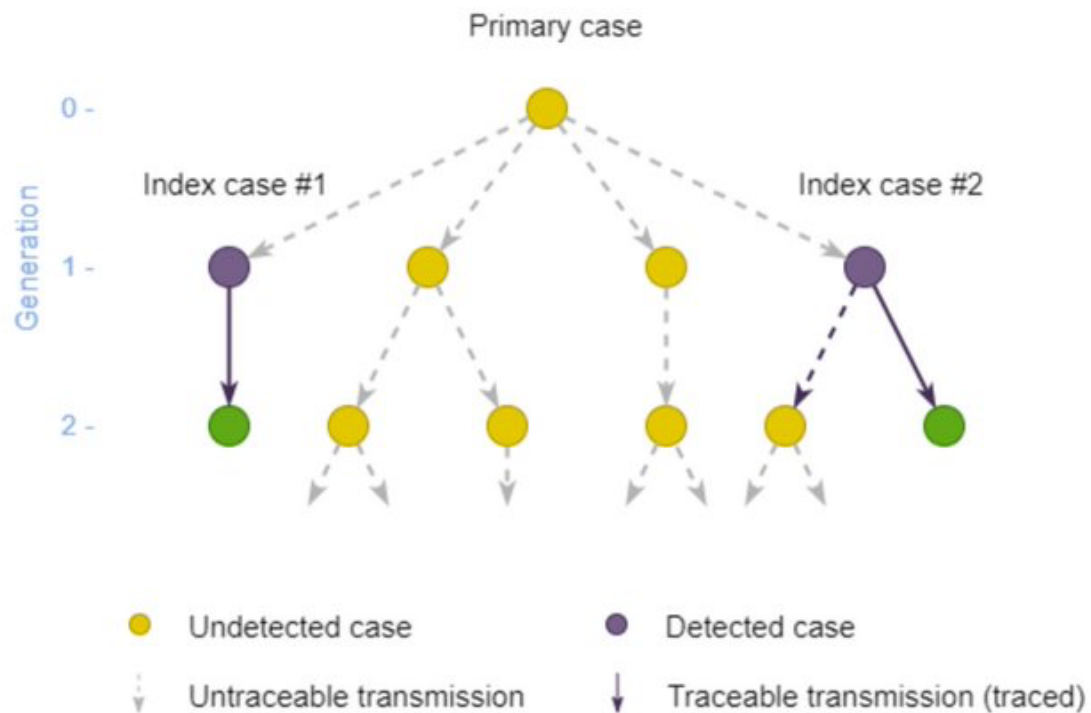 Primary case
0 -
Index case #1
Index case #2
Generation
1 -
2 -
Undetected case
Detected case
Untraceable transmission
Traceable transmission (traced)